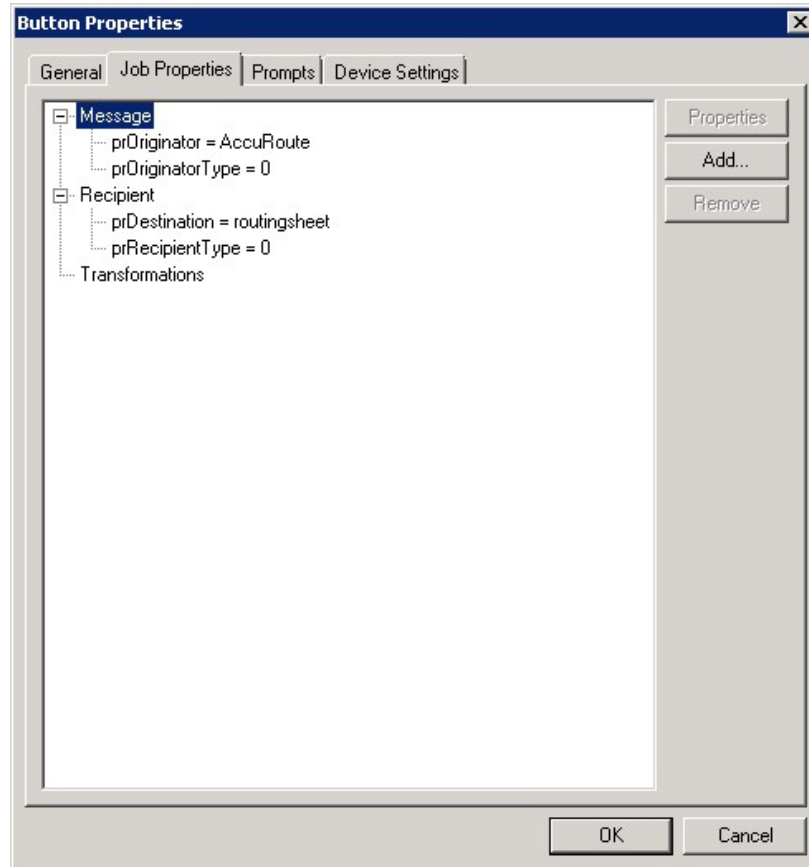 Button Properties
General Job Properties Prompts Device Settings
Message
prOriginator = AccuRoute
prOriginatorType = 0
Recipient
prDestination = routingsheet
prRecipientType = 0
Transformations
Properties
Add...
Remove
OK Cancel